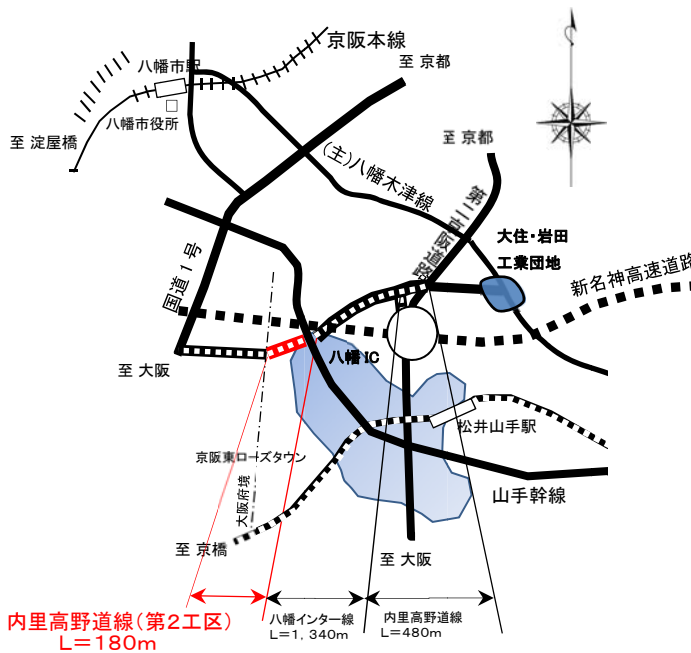 京阪本線
八幡市駅
至 京都
八幡市役所
至 淀屋橋
至 京都
(主)八幡木津線
第二京阪道路
大住・岩田
工業団地
新名神高速道路
国道1号
八幡IC
至 大阪
松井山手駅
京阪東ローズタウン
大阪府境
山手幹線
至 京橋
至 大阪
内里高野道線(第2工区)
L=180m
八幡インター線
L=1,340m
内里高野道線
L=480m